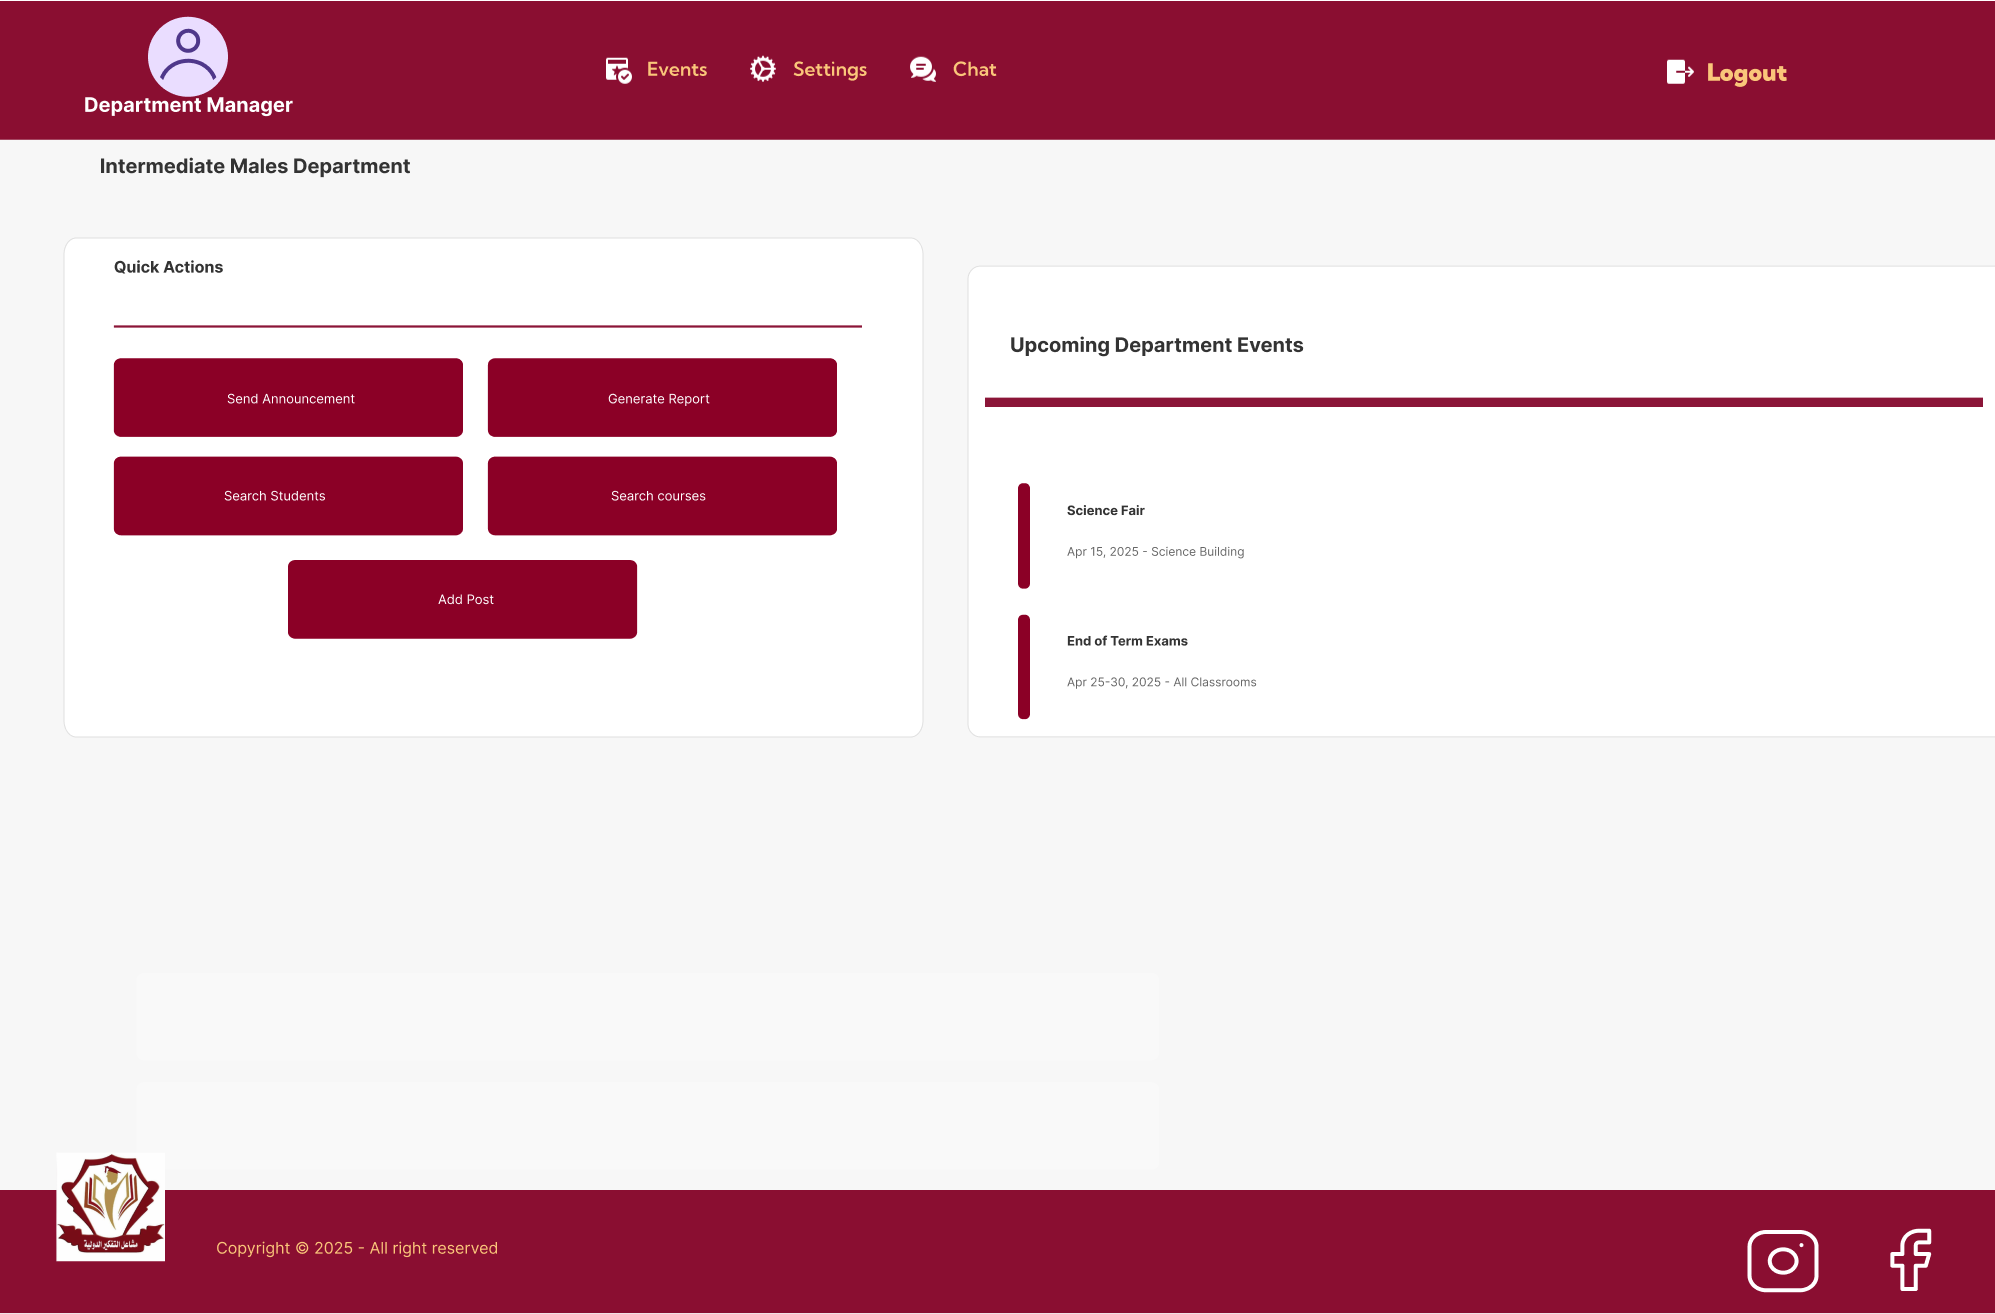 Department Manager
Events
Settings
Chat
Logout
Intermediate Males Department
Quick Actions
Send Announcement
Generate Report
Search Students
Search courses
Add Post
Upcoming Department Events
Science Fair
Apr 15, 2025 - Science Building
End of Term Exams
Apr 25-30, 2025 - All Classrooms
مشاعل التفكير الدولية
Copyright © 2025 - All right reserved